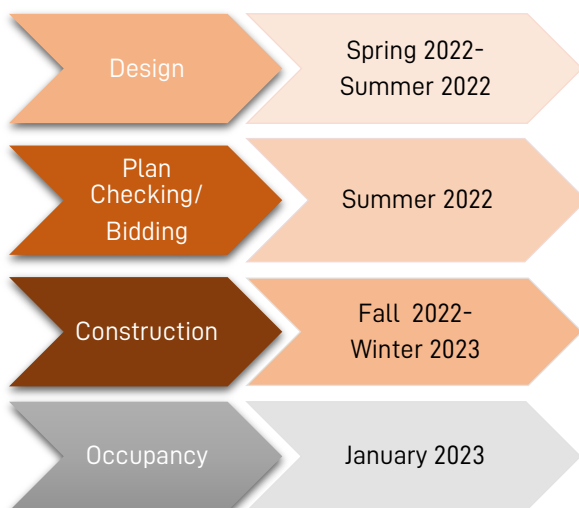 Design
Spring 2022-
Summer 2022
Plan
Checking/
Bidding
Summer 2022
Construction
Fall  2022-
Winter 2023
Occupancy
January 2023